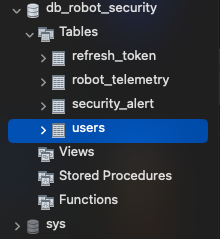 db_robot_security
Tables
refresh_token
robot_telemetry
security_alert
users
Views
Stored Procedures
Functions
sys